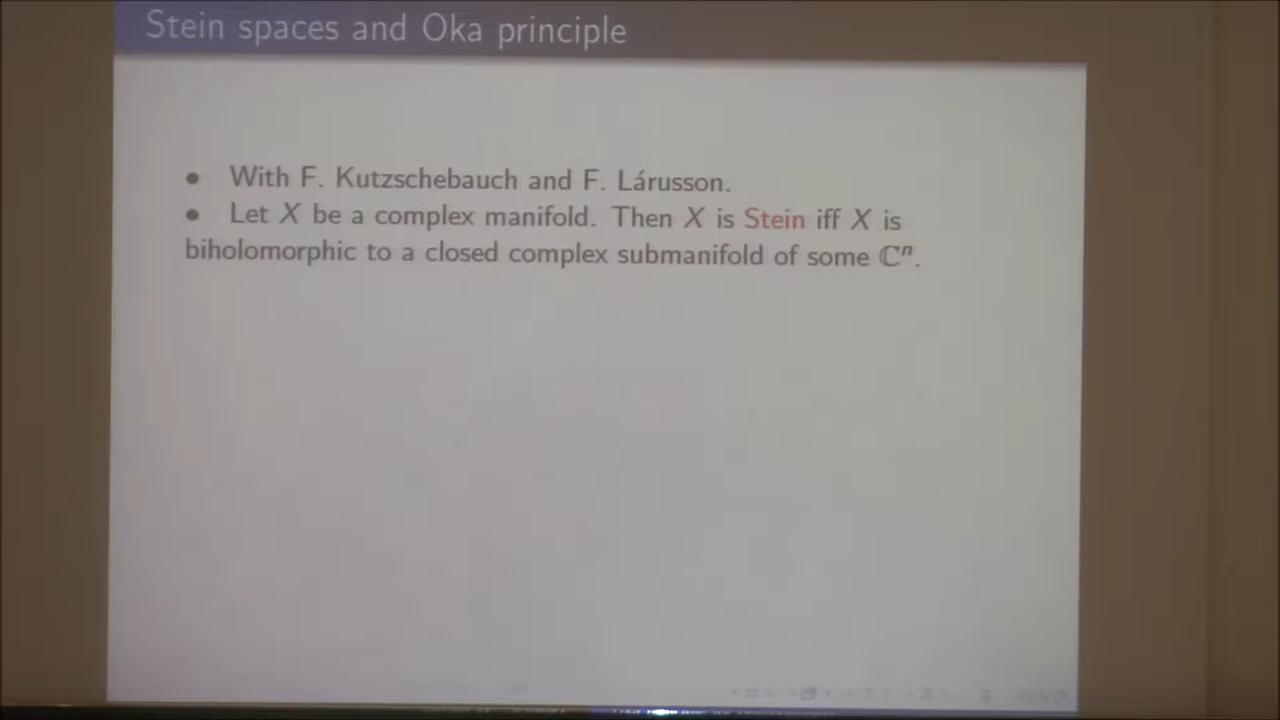 Stein spaces and Oka principle
• With F. Kutzschebauch and F. Lárusson.
• Let X be a complex manifold. Then X is Stein iff X is
biholomorphic to a closed complex submanifold of some ℂⁿ.